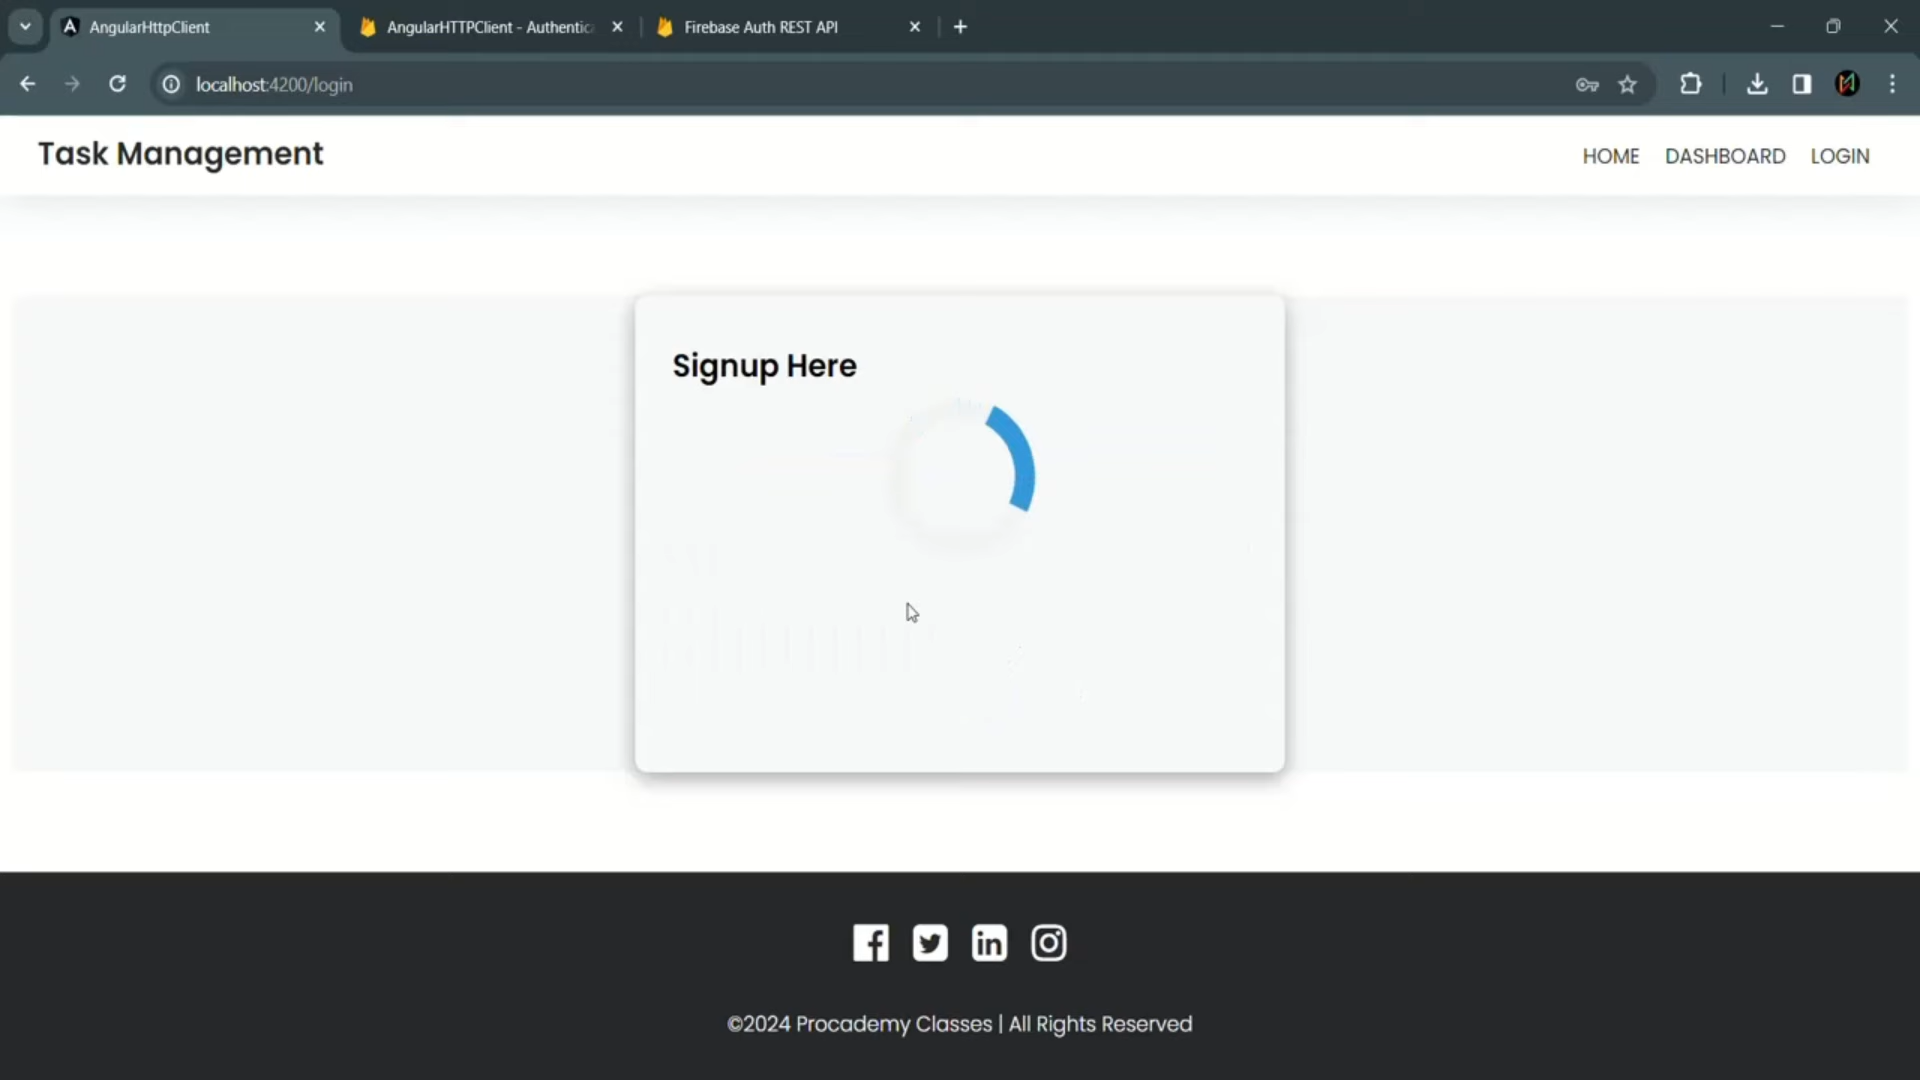 AngularHttpClient
AngularHTTPClient - Authentic
Firebase Auth REST API
localhost:4200/login
Task Management
HOME DASHBOARD LOGIN
Signup Here
©2024 Procademy Classes | All Rights Reserved